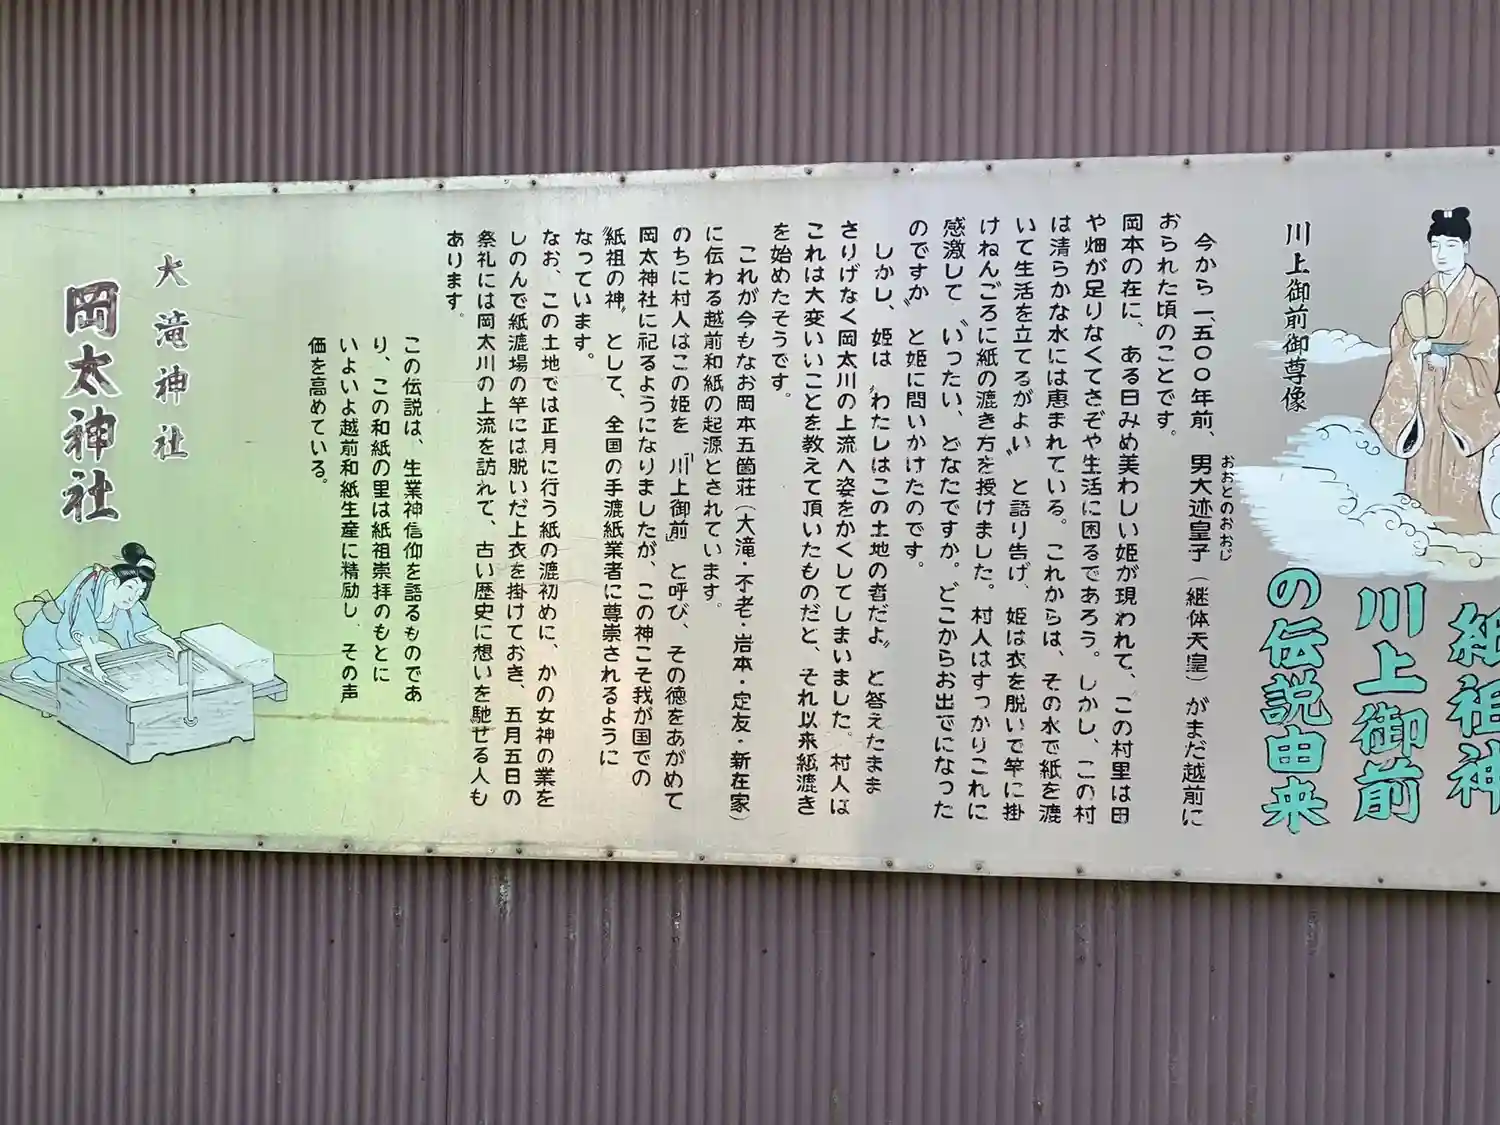 紙祖神
川上御前
の伝説由来
川上御前御尊像
今から一、五〇〇年前、男大迹皇子（継体天皇）がまだ越前に
おおとのおおじ
おられた頃のことです。
岡本の在に、ある日みめ美わしい姫が現われて、この村里は田
や畑が足りなくてさぞや生活に困るであろう。しかし、この村
は清らかな水には恵まれている。これからは、その水で紙を漉
いて生活を立てるがよい〟と語り告げ、姫は衣を脱いで竿に掛
けねんごろに紙の漉き方を授けました。村人はすっかりこれに
感激して〝いったい、どなたですか。どこからお出でになった
のですか〟と姫に問いかけたのです。
しかし、姫は〝わたしはこの土地の者だよ〟と答えたまま
さりげなく岡太川の上流へ姿をかくしてしまいました。村人は
これは大変いいことを教えて頂いたものだと、それ以来紙漉き
を始めたそうです。
これが今もなお岡本五箇荘（大滝・不老・岩本・定友・新在家）
に伝わる越前和紙の起源とされています。
のちに村人はこの姫を「川上御前」と呼び、その徳をあがめて
岡太神社に祀るようになりましたが、この神こそ我が国での
〝紙祖の神〟として、全国の手漉紙業者に尊崇されるように
なっています。
なお、この土地では正月に行う紙の漉初めに、かの女神の業を
しのんで紙漉場の竿には脱いだ上衣を掛けておき、五月五日の
祭礼には岡太川の上流を訪れて、古い歴史に想いを馳せる人も
あります。
この伝説は、生業神信仰を語るものであ
り、この和紙の里は紙祖崇拝のもとに
いよいよ越前和紙生産に精励し、その声
価を高めている。
大滝神社
岡太神社